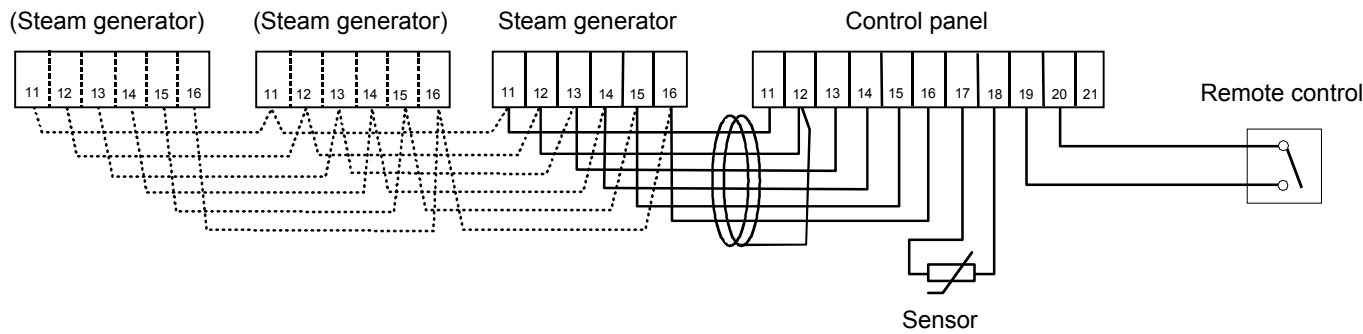 (Steam generator) (Steam generator) Steam generator Control panel
11 12 13 14 15 16 11 12 13 14 15 16 11 12 13 14 15 16 11 12 13 14 15 16 17 18 19 20 21
Remote control
Sensor